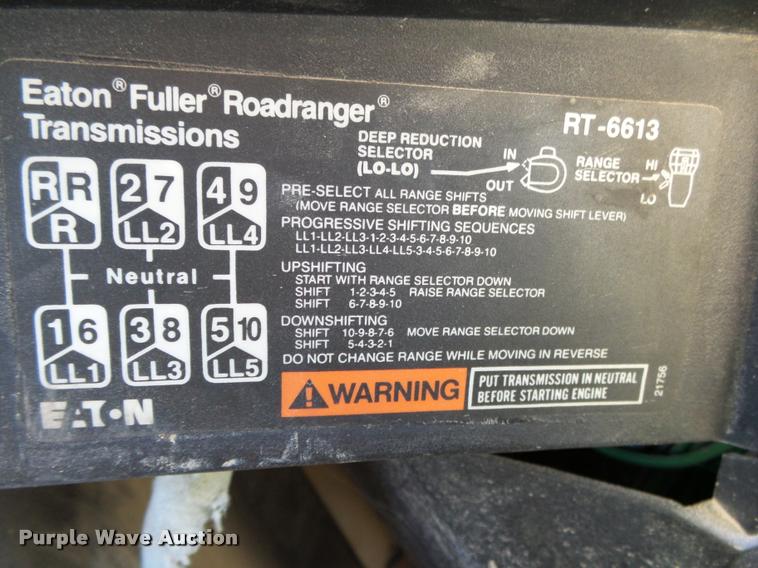 Eaton® Fuller® Roadranger®
Transmissions
RT-6613
DEEP REDUCTION
SELECTOR
(LO-LO)
IN
OUT
RANGE
SELECTOR
HI
LO
R R R
2 7 LL2
4 9 LL4
Neutral
1 6 LL1
3 8 LL3
5 10 LL5
PRE-SELECT ALL RANGE SHIFTS
(MOVE RANGE SELECTOR BEFORE MOVING SHIFT LEVER)
PROGRESSIVE SHIFTING SEQUENCES
LL1-LL2-LL3-1-2-3-4-5-6-7-8-9-10
LL1-LL2-LL3-LL4-LL5-3-4-5-6-7-8-9-10
UPSHIFTING
START WITH RANGE SELECTOR DOWN
SHIFT 1-2-3-4-5 RAISE RANGE SELECTOR
SHIFT 6-7-8-9-10
DOWNSHIFTING
SHIFT 10-9-8-7-6 MOVE RANGE SELECTOR DOWN
SHIFT 5-4-3-2-1
DO NOT CHANGE RANGE WHILE MOVING IN REVERSE
WARNING
PUT TRANSMISSION IN NEUTRAL
BEFORE STARTING ENGINE
21756
EATON
Purple Wave Auction